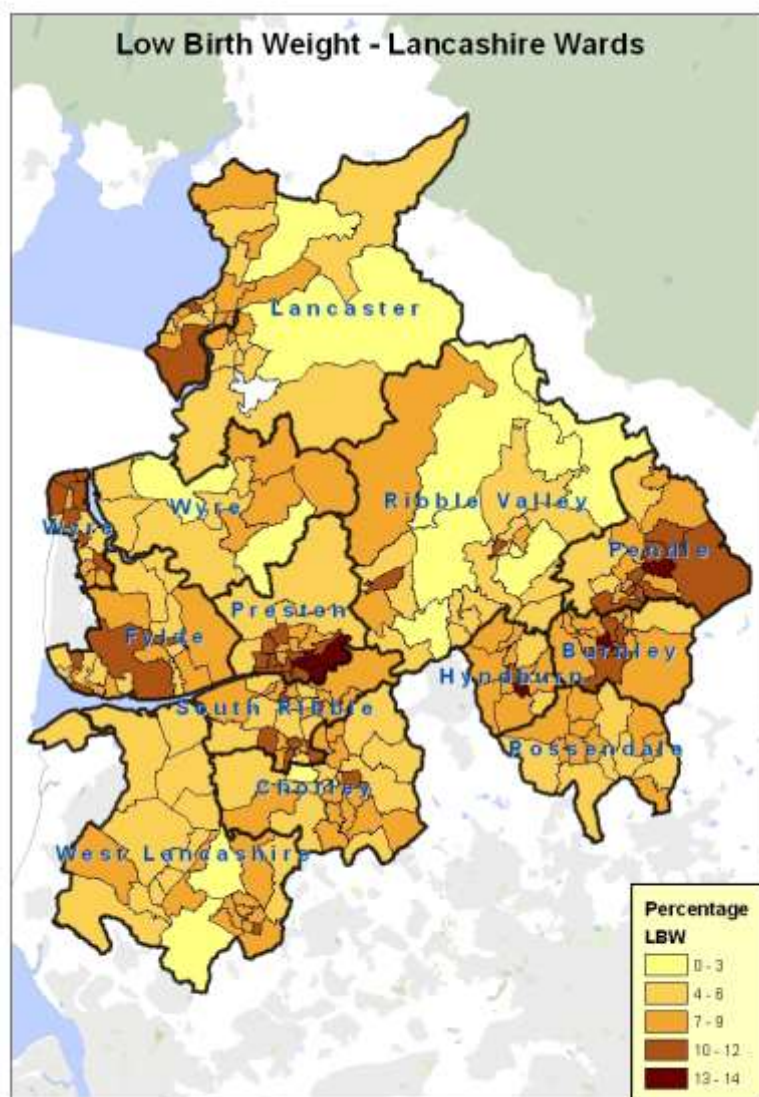 Low Birth Weight - Lancashire Wards
Lancaster
Wyre
Ribble Valley
Wyre
Pendle
Preston
Fylde
Burnley
Hyndburn
South Ribble
Rossendale
Chorley
West Lancashire
Percentage
LBW
0 - 3
4 - 6
7 - 9
10 - 12
13 - 14